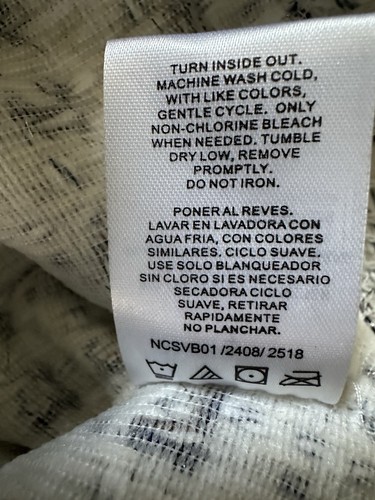 TURN INSIDE OUT.
MACHINE WASH COLD,
WITH LIKE COLORS,
GENTLE CYCLE. ONLY
NON-CHLORINE BLEACH
WHEN NEEDED. TUMBLE
DRY LOW, REMOVE
PROMPTLY.
DO NOT IRON.
PONER AL REVES.
LAVAR EN LAVADORA CON
AGUA FRIA, CON COLORES
SIMILARES. CICLO SUAVE.
USE SOLO BLANQUEADOR
SIN CLORO SI ES NECESARIO
SECADORA CICLO
SUAVE, RETIRAR
RAPIDAMENTE
NO PLANCHAR.
NCSVB01 /2408/ 2518